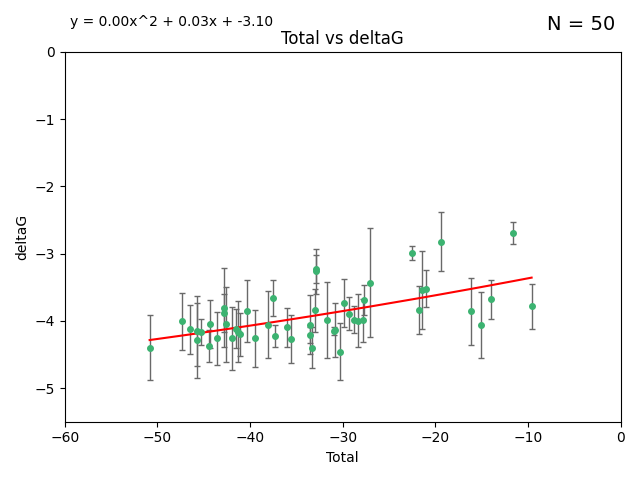 y = 0.00x^2 + 0.03x + -3.10
N = 50
Total vs deltaG
deltaG
0
−1
−2
−3
−4
−5
−60 −50 −40 −30 −20 −10 0
Total